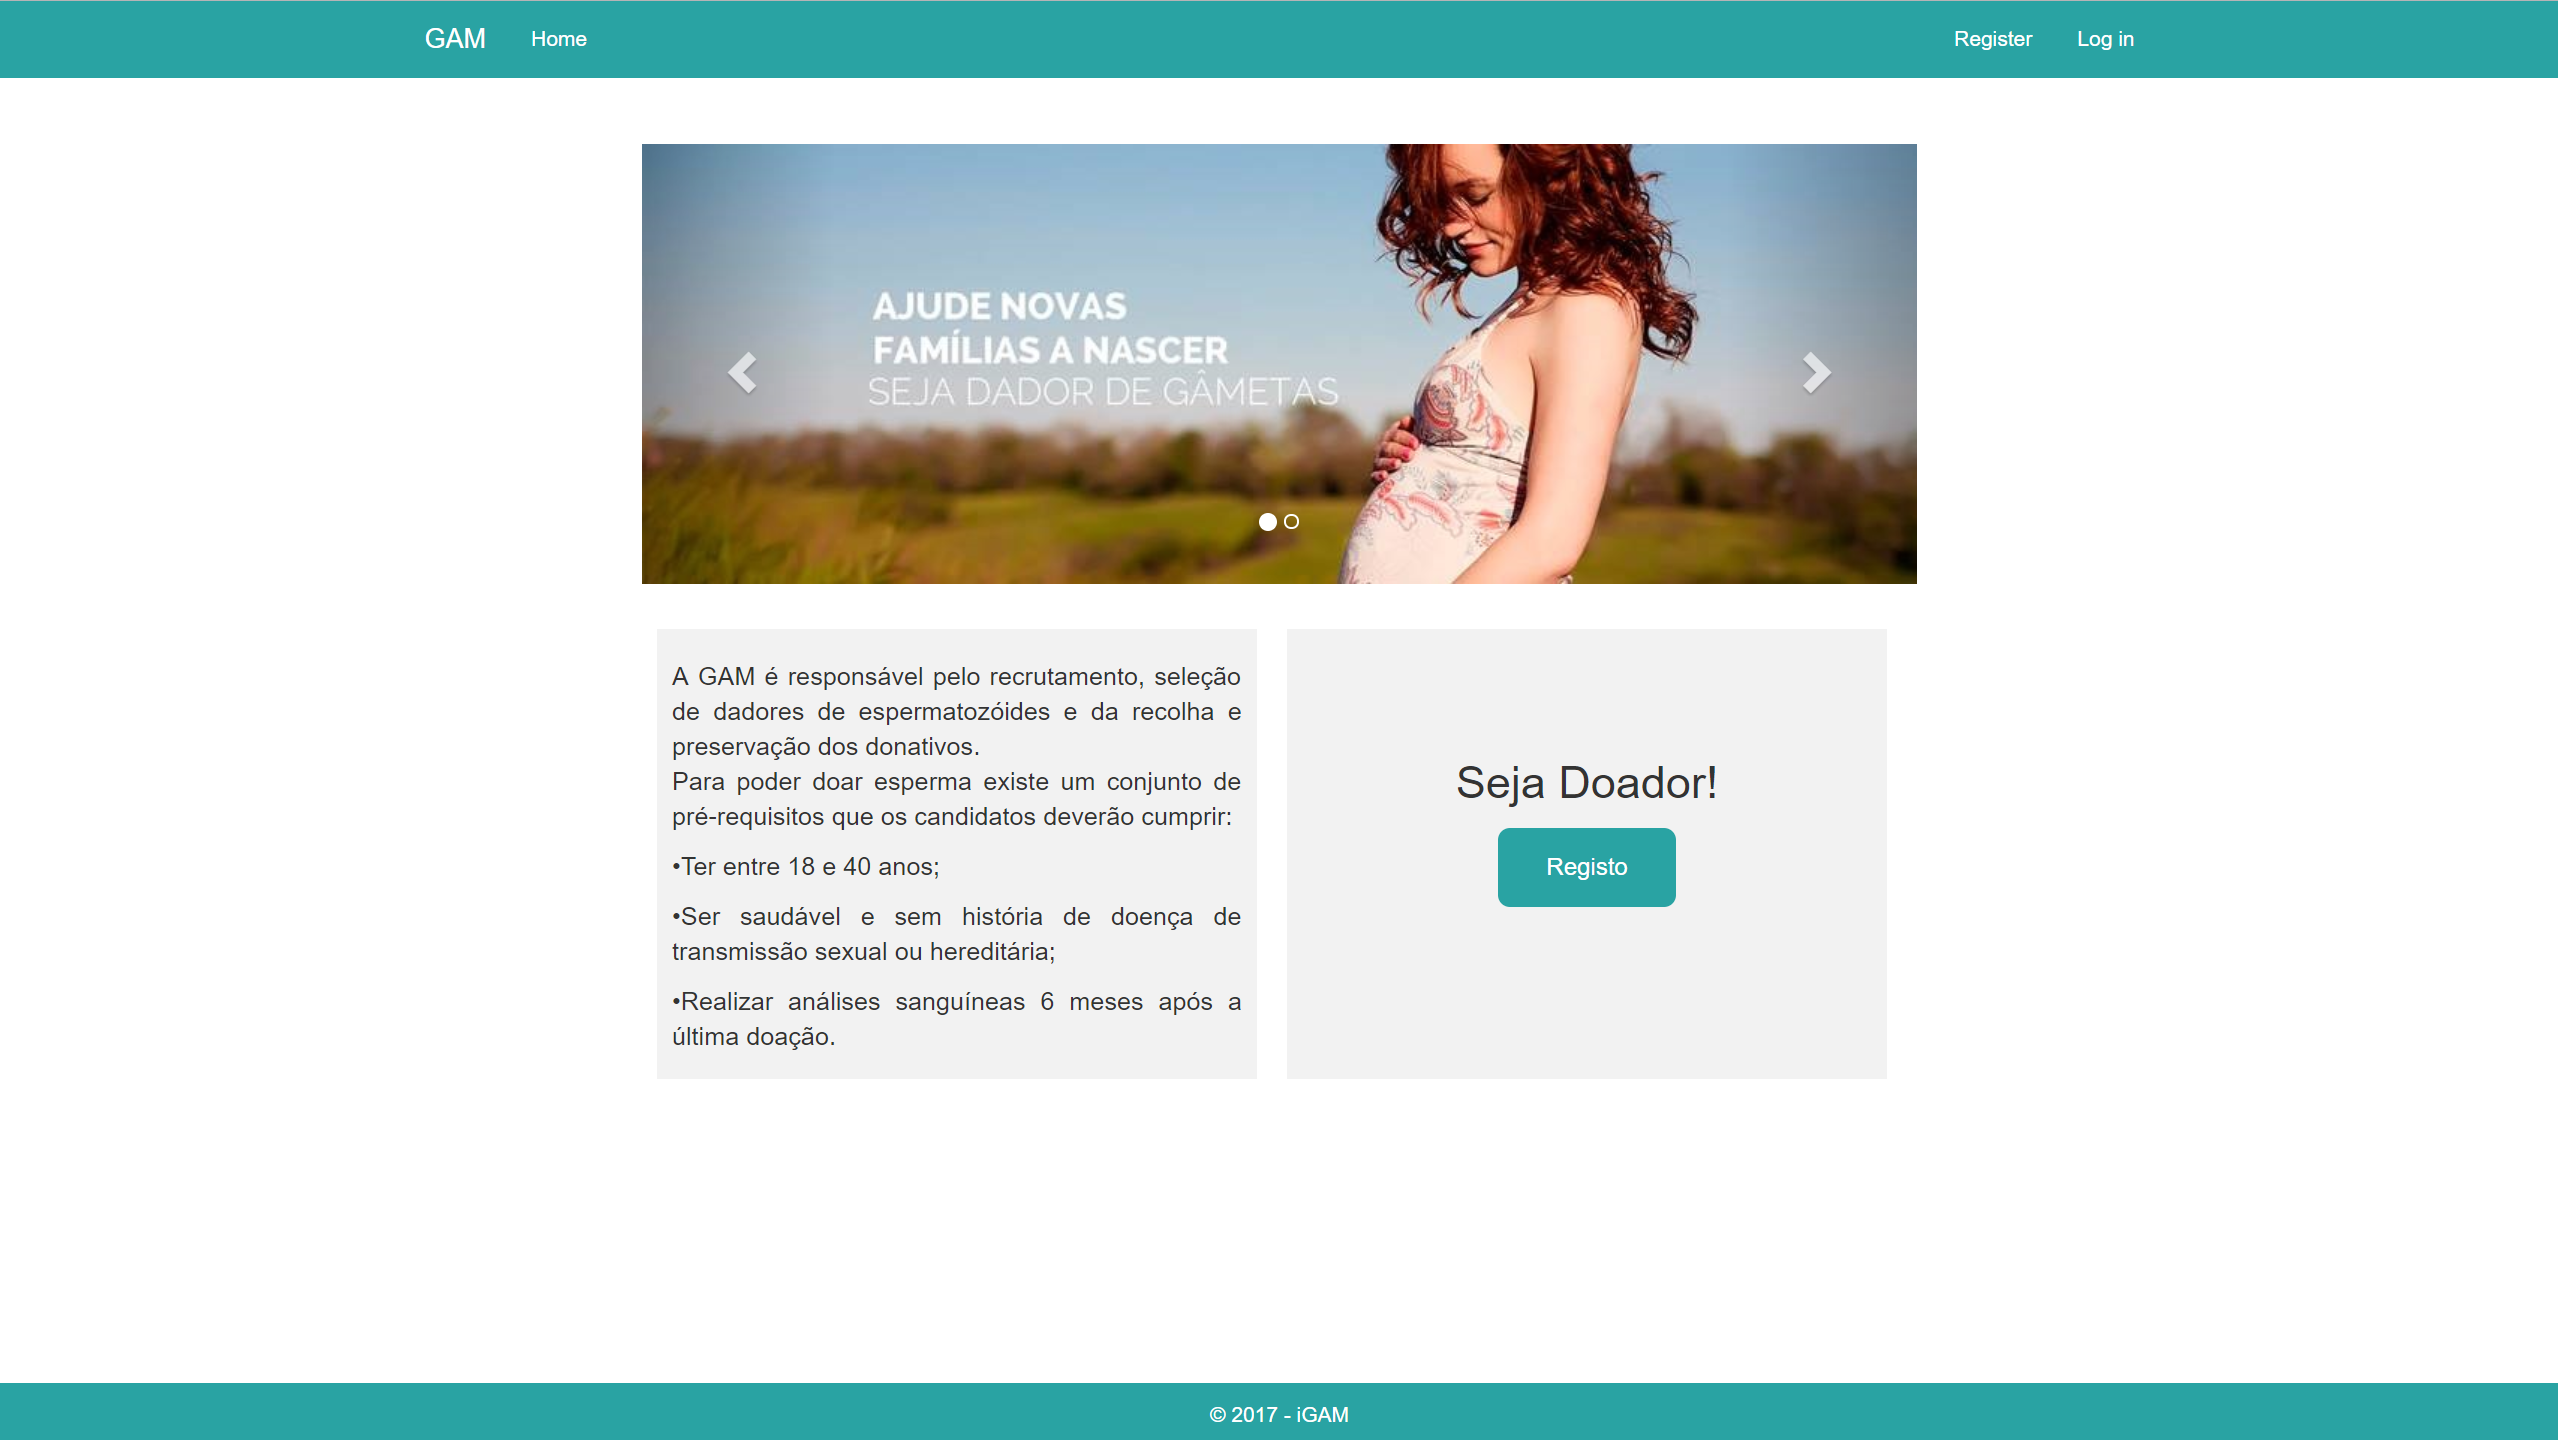 GAM Home Register Log in
AJUDE NOVAS
FAMÍLIAS A NASCER
SEJA DADOR DE GÂMETAS
A GAM é responsável pelo recrutamento, seleção
de dadores de espermatozóides e da recolha e
preservação dos donativos.
Para poder doar esperma existe um conjunto de
pré-requisitos que os candidatos deverão cumprir:
•Ter entre 18 e 40 anos;
•Ser saudável e sem história de doença de
transmissão sexual ou hereditária;
•Realizar análises sanguíneas 6 meses após a
última doação.
Seja Doador!
Registo
© 2017 - iGAM